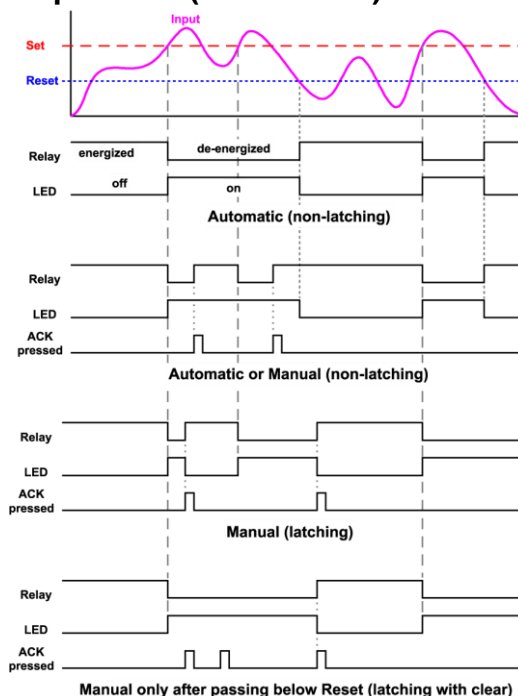 Input
Set
Reset
energized
de-energized
Relay
off
on
LED
Automatic (non-latching)
Relay
LED
ACK
pressed
Automatic or Manual (non-latching)
Relay
LED
ACK
pressed
Manual (latching)
Relay
LED
ACK
pressed
Manual only after passing below Reset (latching with clear)